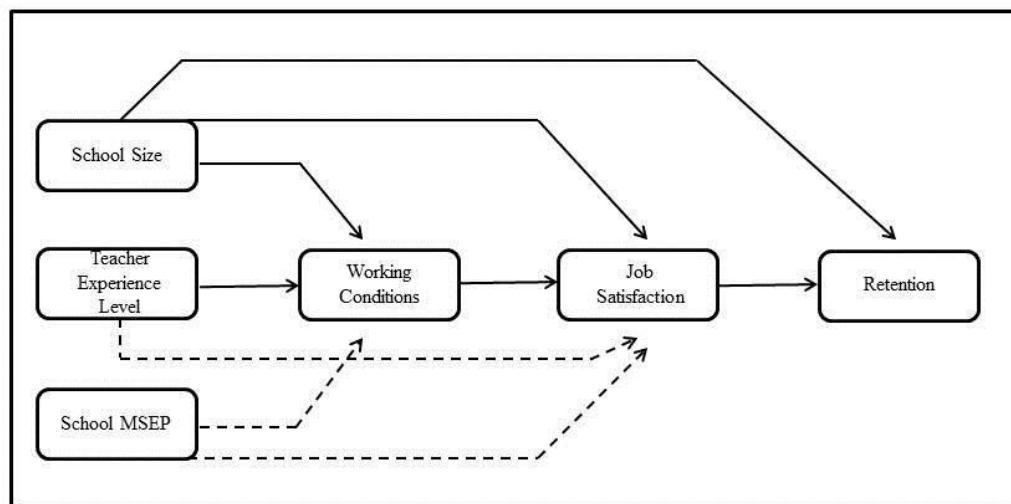 School Size
Teacher
Experience
Level
Working
Conditions
Job
Satisfaction
Retention
School MSEP